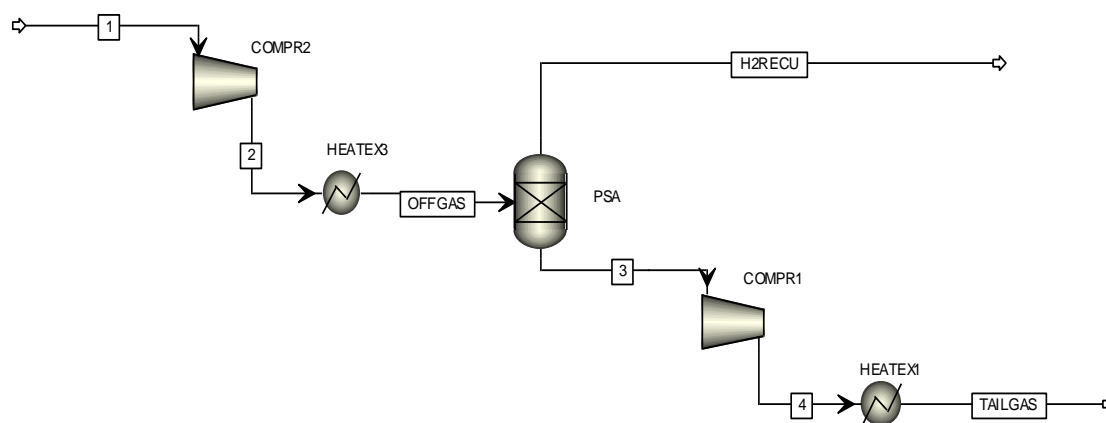 1
COMPR2
H2RECU
2
HEATEX3
OFFGAS
PSA
3
COMPR1
HEATEX1
4
TAILGAS